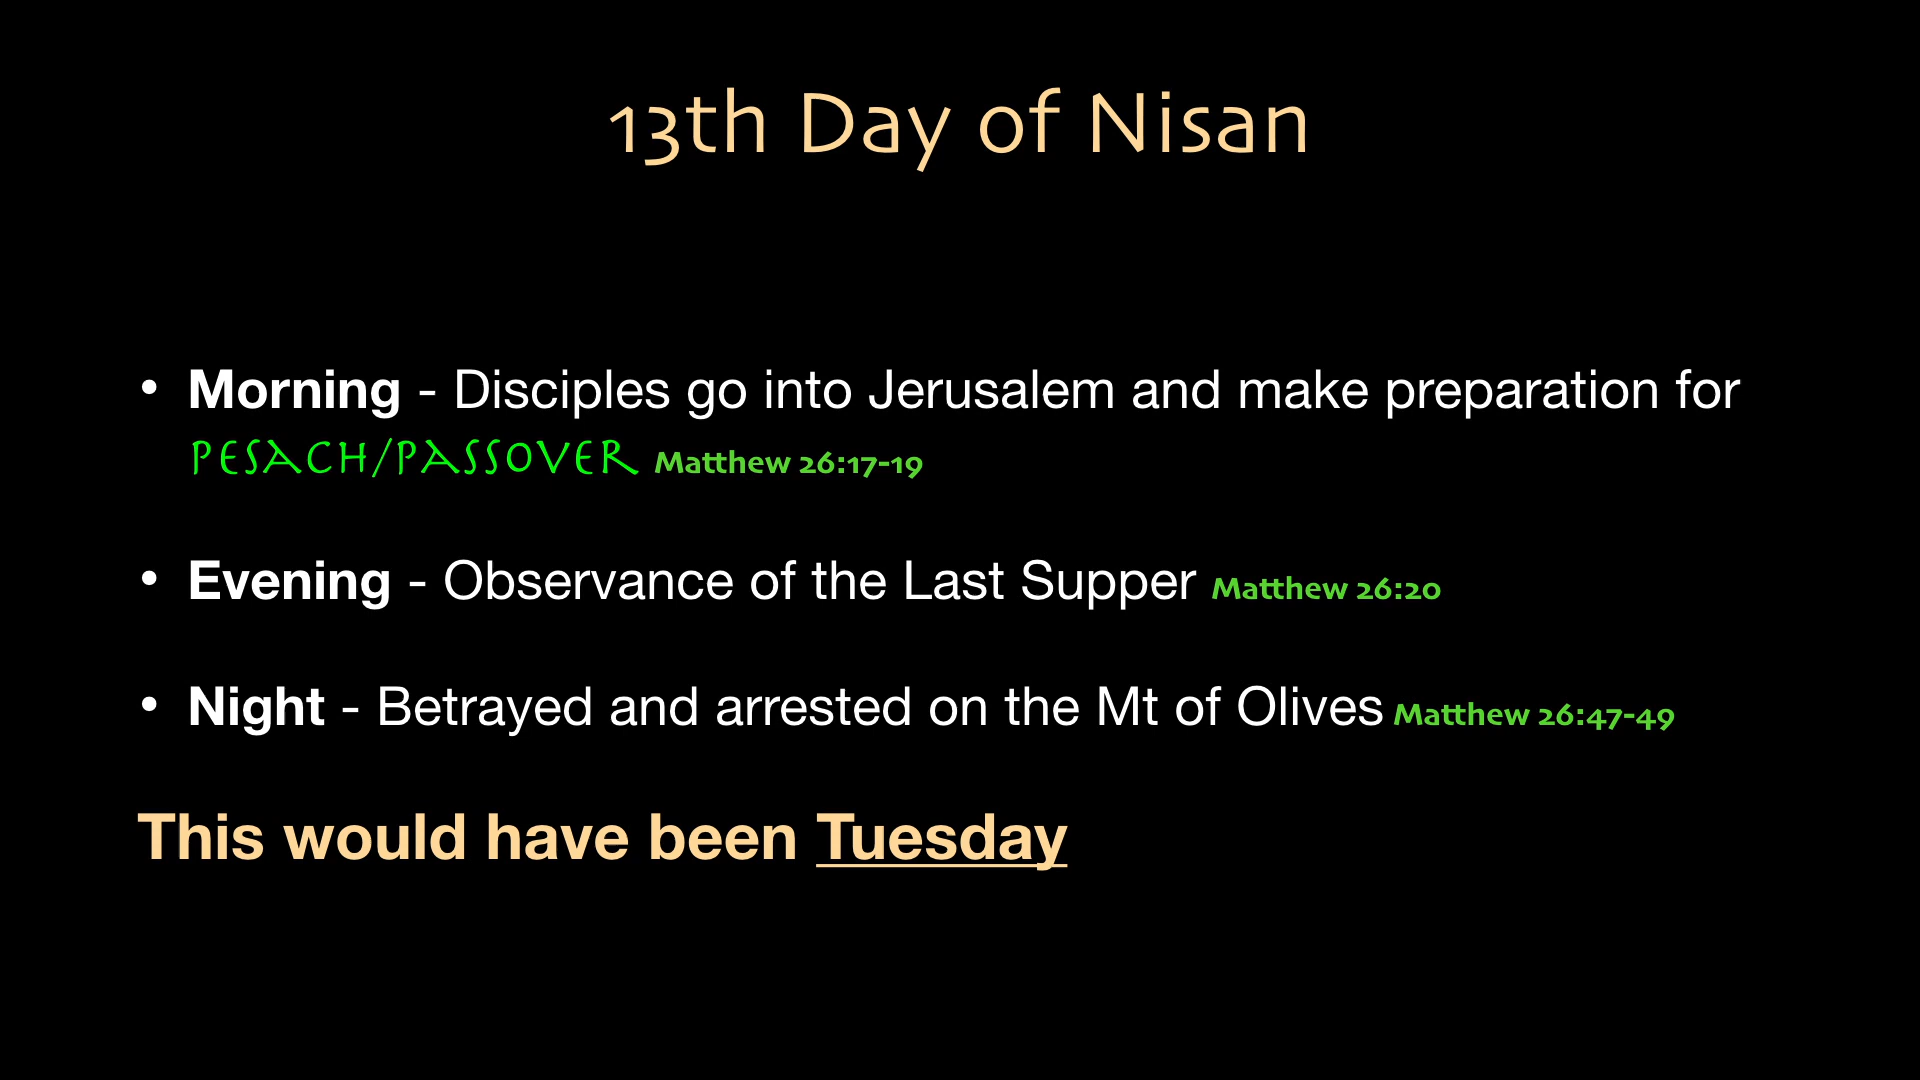 13th Day of Nisan
• Morning - Disciples go into Jerusalem and make preparation for
PESACH/PASSOVER Matthew 26:17-19
• Evening - Observance of the Last Supper Matthew 26:20
• Night - Betrayed and arrested on the Mt of Olives Matthew 26:47-49
This would have been Tuesday